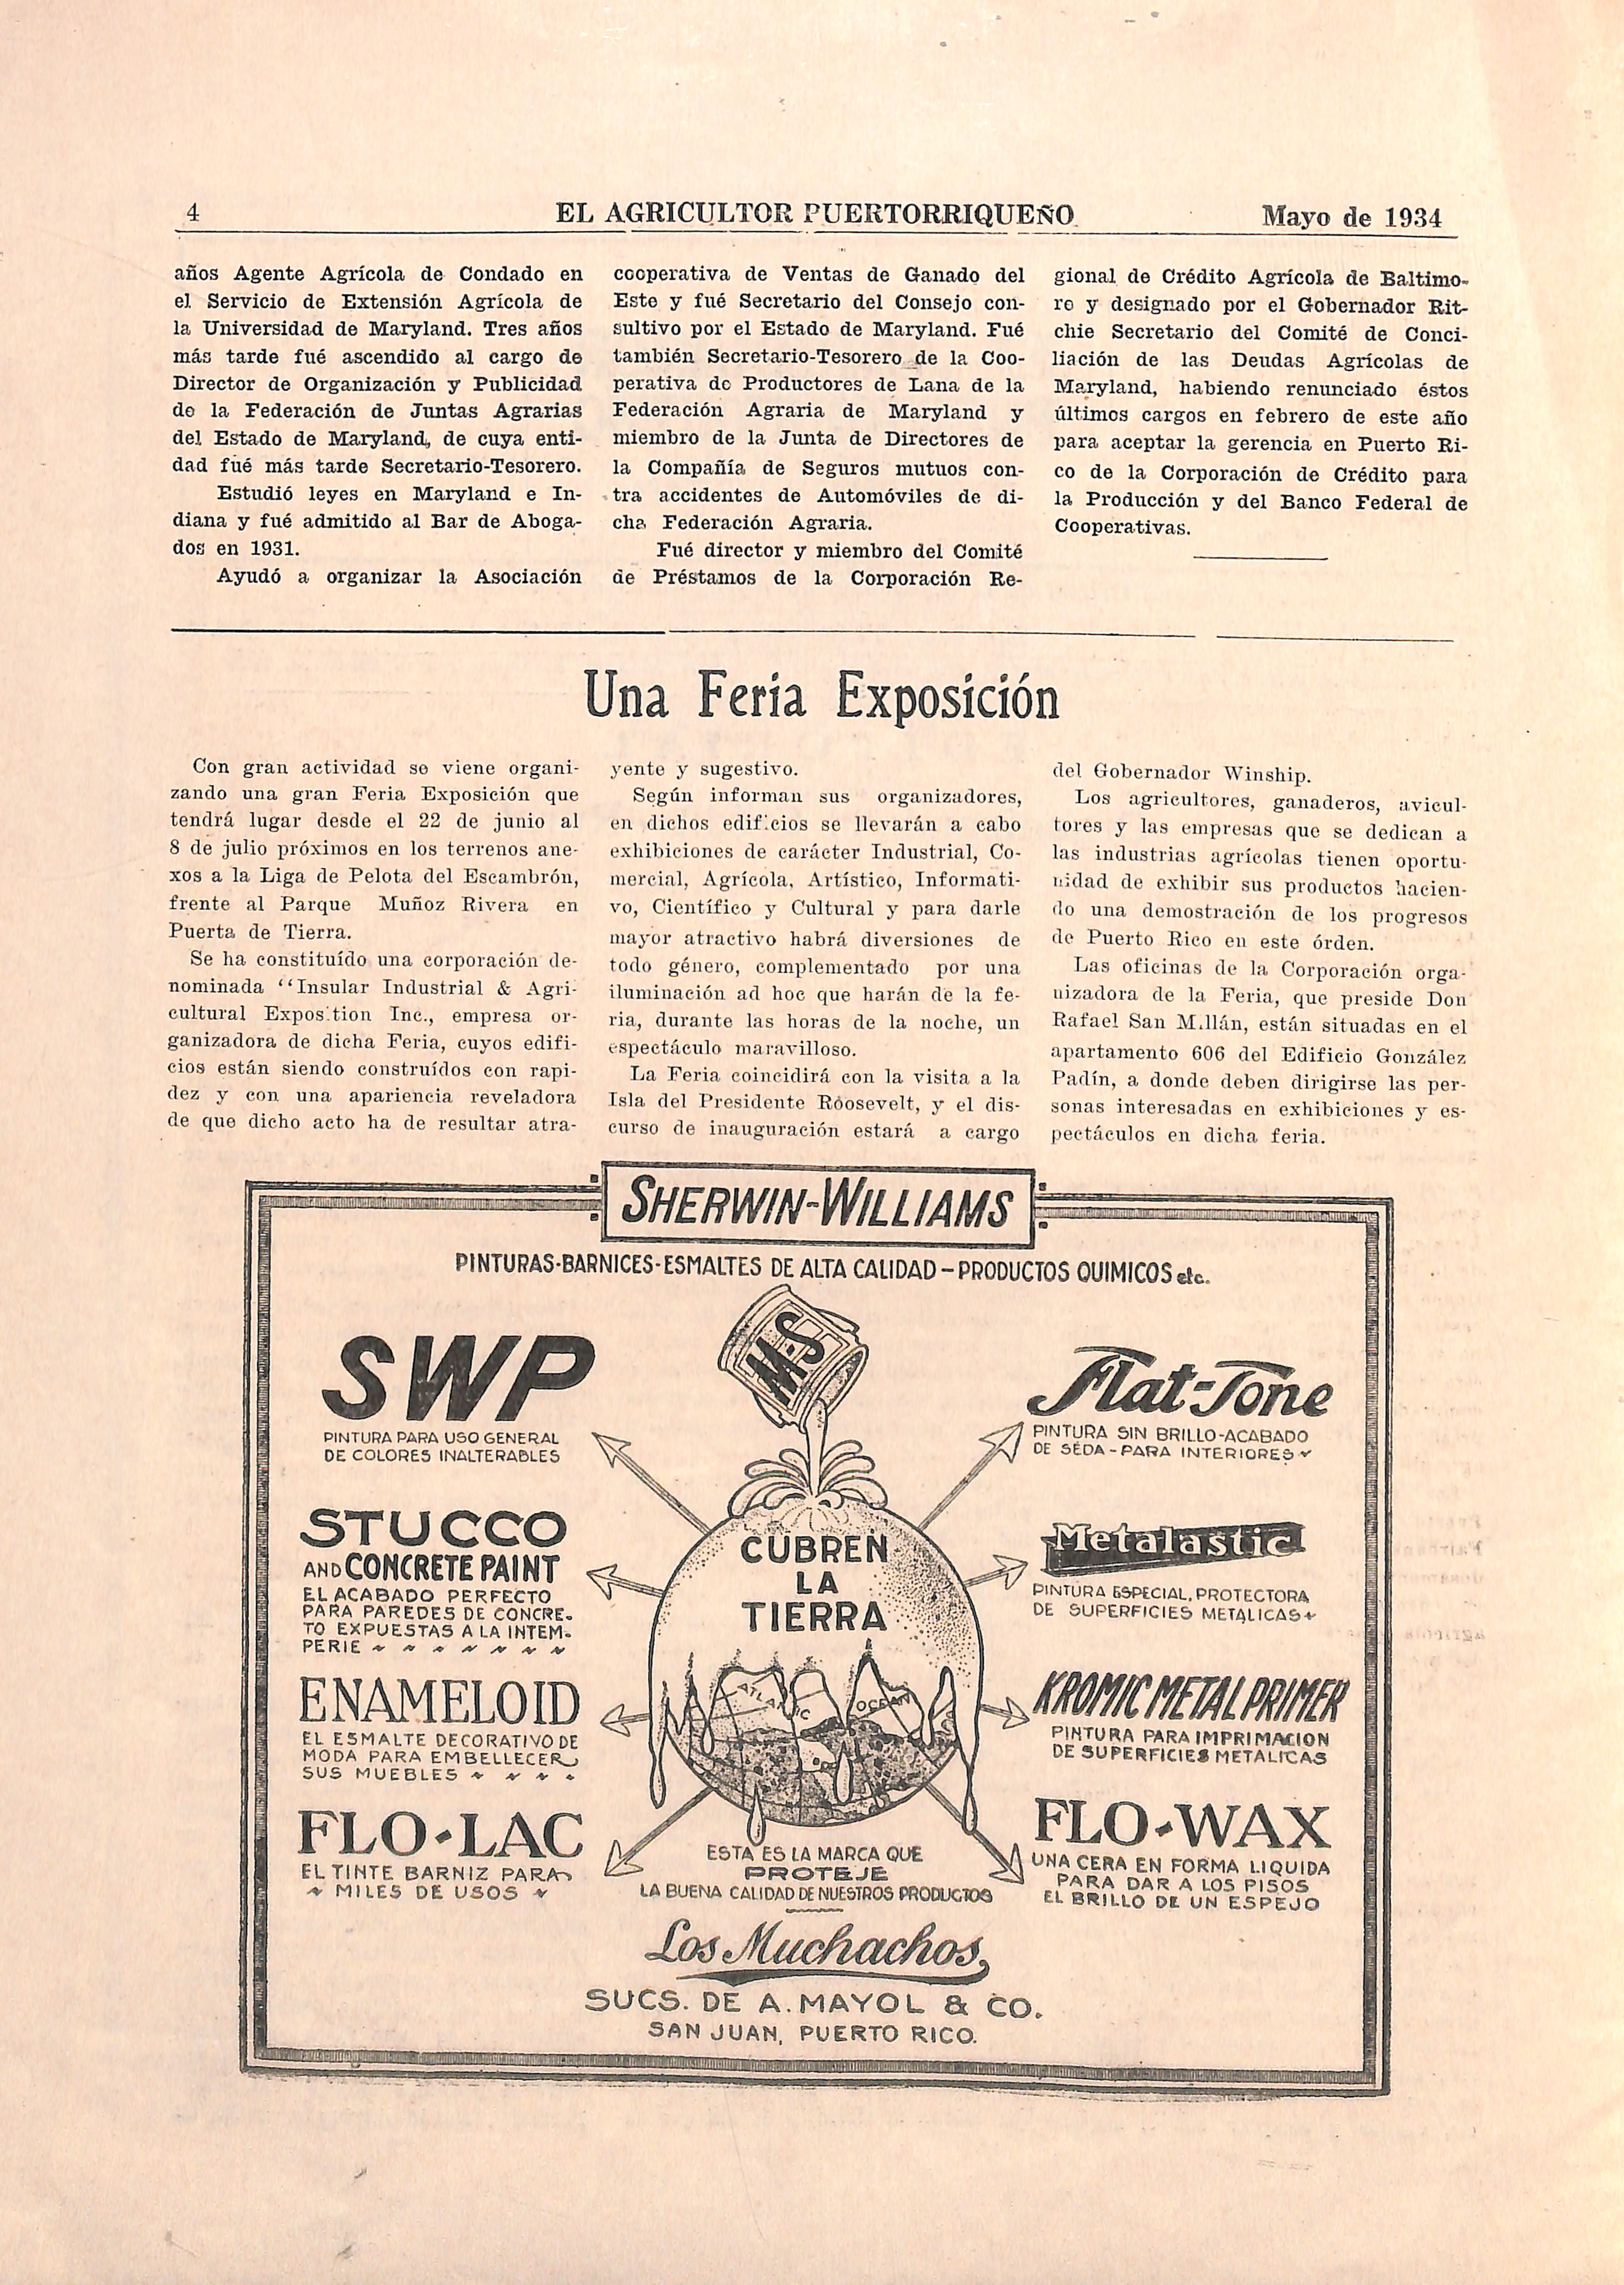 4
EL AGRICULTOR PUERTORRIQUEÑO
Mayo de 1934
años Agente Agrícola de Condado en
el Servicio de Extensión Agrícola de
la Universidad de Maryland. Tres años
más tarde fué ascendido al cargo de
Director de Organización y Publicidad
de la Federación de Juntas Agrarias
del Estado de Maryland, de cuya enti-
dad fué más tarde Secretario-Tesorero.
Estudió leyes en Maryland e In-
diana y fué admitido al Bar de Aboga-
dos en 1931.
Ayudó a organizar la Asociación
cooperativa de Ventas de Ganado del
Este y fué Secretario del Consejo con-
sultivo por el Estado de Maryland. Fué
también Secretario-Tesorero de la Coo-
perativa de Productores de Lana de la
Federación Agraria de Maryland y
miembro de la Junta de Directores de
la Compañía de Seguros mutuos con-
tra accidentes de Automóviles de di-
cha Federación Agraria.
Fué director y miembro del Comité
de Préstamos de la Corporación Re-
gional de Crédito Agrícola de Baltimo-
re y designado por el Gobernador Rit-
chie Secretario del Comité de Conci-
liación de las Deudas Agrícolas de
Maryland, habiendo renunciado éstos
últimos cargos en febrero de este año
para aceptar la gerencia en Puerto Ri-
co de la Corporación de Crédito para
la Producción y del Banco Federal de
Cooperativas.
Una Feria Exposición
Con gran actividad se viene organi-
zando una gran Feria Exposición que
tendrá lugar desde el 22 de junio al
8 de julio próximos en los terrenos ane-
xos a la Liga de Pelota del Escambrón,
frente al Parque Muñoz Rivera en
Puerta de Tierra.
Se ha constituído una corporación de-
nominada "Insular Industrial & Agri-
cultural Exposition Inc., empresa or-
ganizadora de dicha Feria, cuyos edifi-
cios están siendo construídos con rapi-
dez y con una apariencia reveladora
de que dicho acto ha de resultar atra-
yente y sugestivo.
Según informan sus organizadores,
en dichos edificios se llevarán a cabo
exhibiciones de carácter Industrial, Co-
mercial, Agrícola, Artístico, Informati-
vo, Científico y Cultural y para darle
mayor atractivo habrá diversiones de
todo género, complementado por una
iluminación ad hoc que harán de la fe-
ria, durante las horas de la noche, un
espectáculo maravilloso.
La Feria coincidirá con la visita a la
Isla del Presidente Róosevelt, y el dis-
curso de inauguración estará a cargo
del Gobernador Winship.
Los agricultores, ganaderos, avicul-
tores y las empresas que se dedican a
las industrias agrícolas tienen oportu-
nidad de exhibir sus productos hacien-
do una demostración de los progresos
de Puerto Rico en este órden.
Las oficinas de la Corporación orga-
nizadora de la Feria, que preside Don
Rafael San Millán, están situadas en el
apartamento 606 del Edificio González
Padín, a donde deben dirigirse las per-
sonas interesadas en exhibiciones y es-
pectáculos en dicha feria.
SHERWIN-WILLIAMS
PINTURAS-BARNICES-ESMALTES DE ALTA CALIDAD-PRODUCTOS QUIMICOS etc.
SWP
PINTURA PARA USO GENERAL
DE COLORES INALTERABLES
STUCCO
AND CONCRETE PAINT
EL ACABADO PERFECTO
PARA PAREDES DE CONCRE-
TO EXPUESTAS A LA INTEM-
PERIE
ENAMELOID
EL ESMALTE DECORATIVO DE
MODA PARA EMBELLECER
SUS MUEBLES
FLO-LAC
EL TINTE BARNIZ PARA
MILES DE USOS
M-S
CUBREN
LA
TIERRA
OCEAN
ESTA ES LA MARCA QUE
PROTEJE
LA BUENA CALIDAD DE NUESTROS PRODUCTOS
Flat-Tone
PINTURA SIN BRILLO-ACABADO
DE SEDA-PARA INTERIORES
Metalastic
PINTURA ESPECIAL, PROTECTORA
DE SUPERFICIES METALICAS
KROMIC METAL PRIMER
PINTURA PARA IMPRIMACION
DE SUPERFICIES METALICAS
FLO-WAX
UNA CERA EN FORMA LIQUIDA
PARA DAR A LOS PISOS
EL BRILLO DE UN ESPEJO
Los Muchachos,
SUCS. DE A. MAYOL & CO.
SAN JUAN, PUERTO RICO.